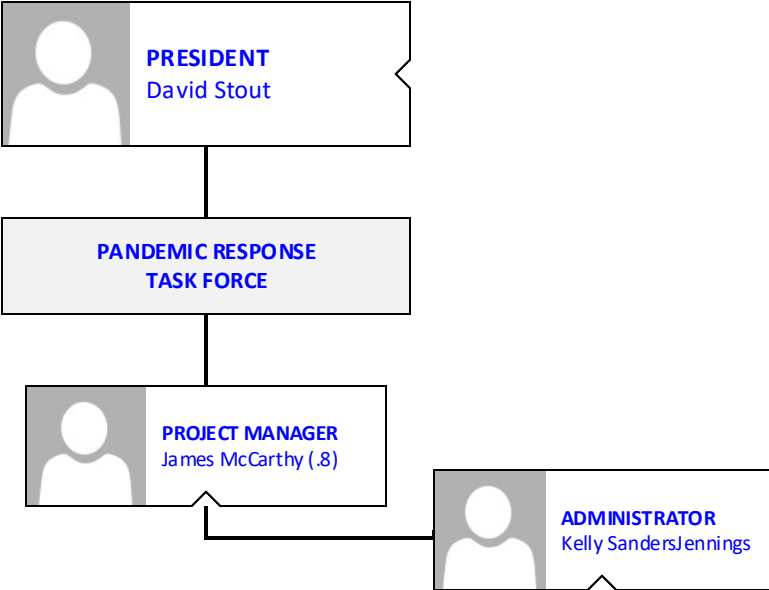 PRESIDENT
David Stout
PANDEMIC RESPONSE
TASK FORCE
PROJECT MANAGER
James McCarthy (.8)
ADMINISTRATOR
Kelly SandersJennings